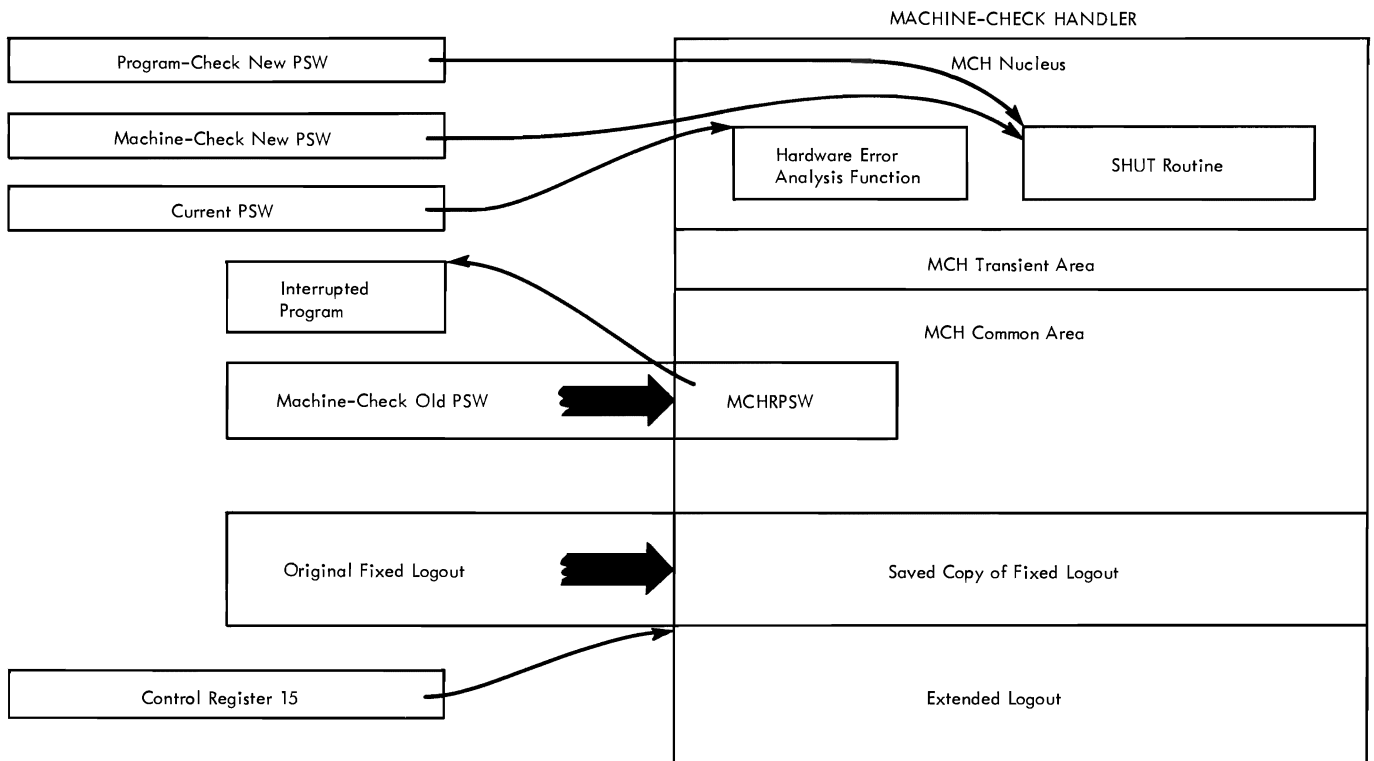 MACHINE-CHECK HANDLER
Program-Check New PSW
MCH Nucleus
Machine-Check New PSW
Hardware Error
Analysis Function
SHUT Routine
Current PSW
MCH Transient Area
Interrupted
Program
MCH Common Area
Machine-Check Old PSW
MCHRPSW
Original Fixed Logout
Saved Copy of Fixed Logout
Control Register 15
Extended Logout